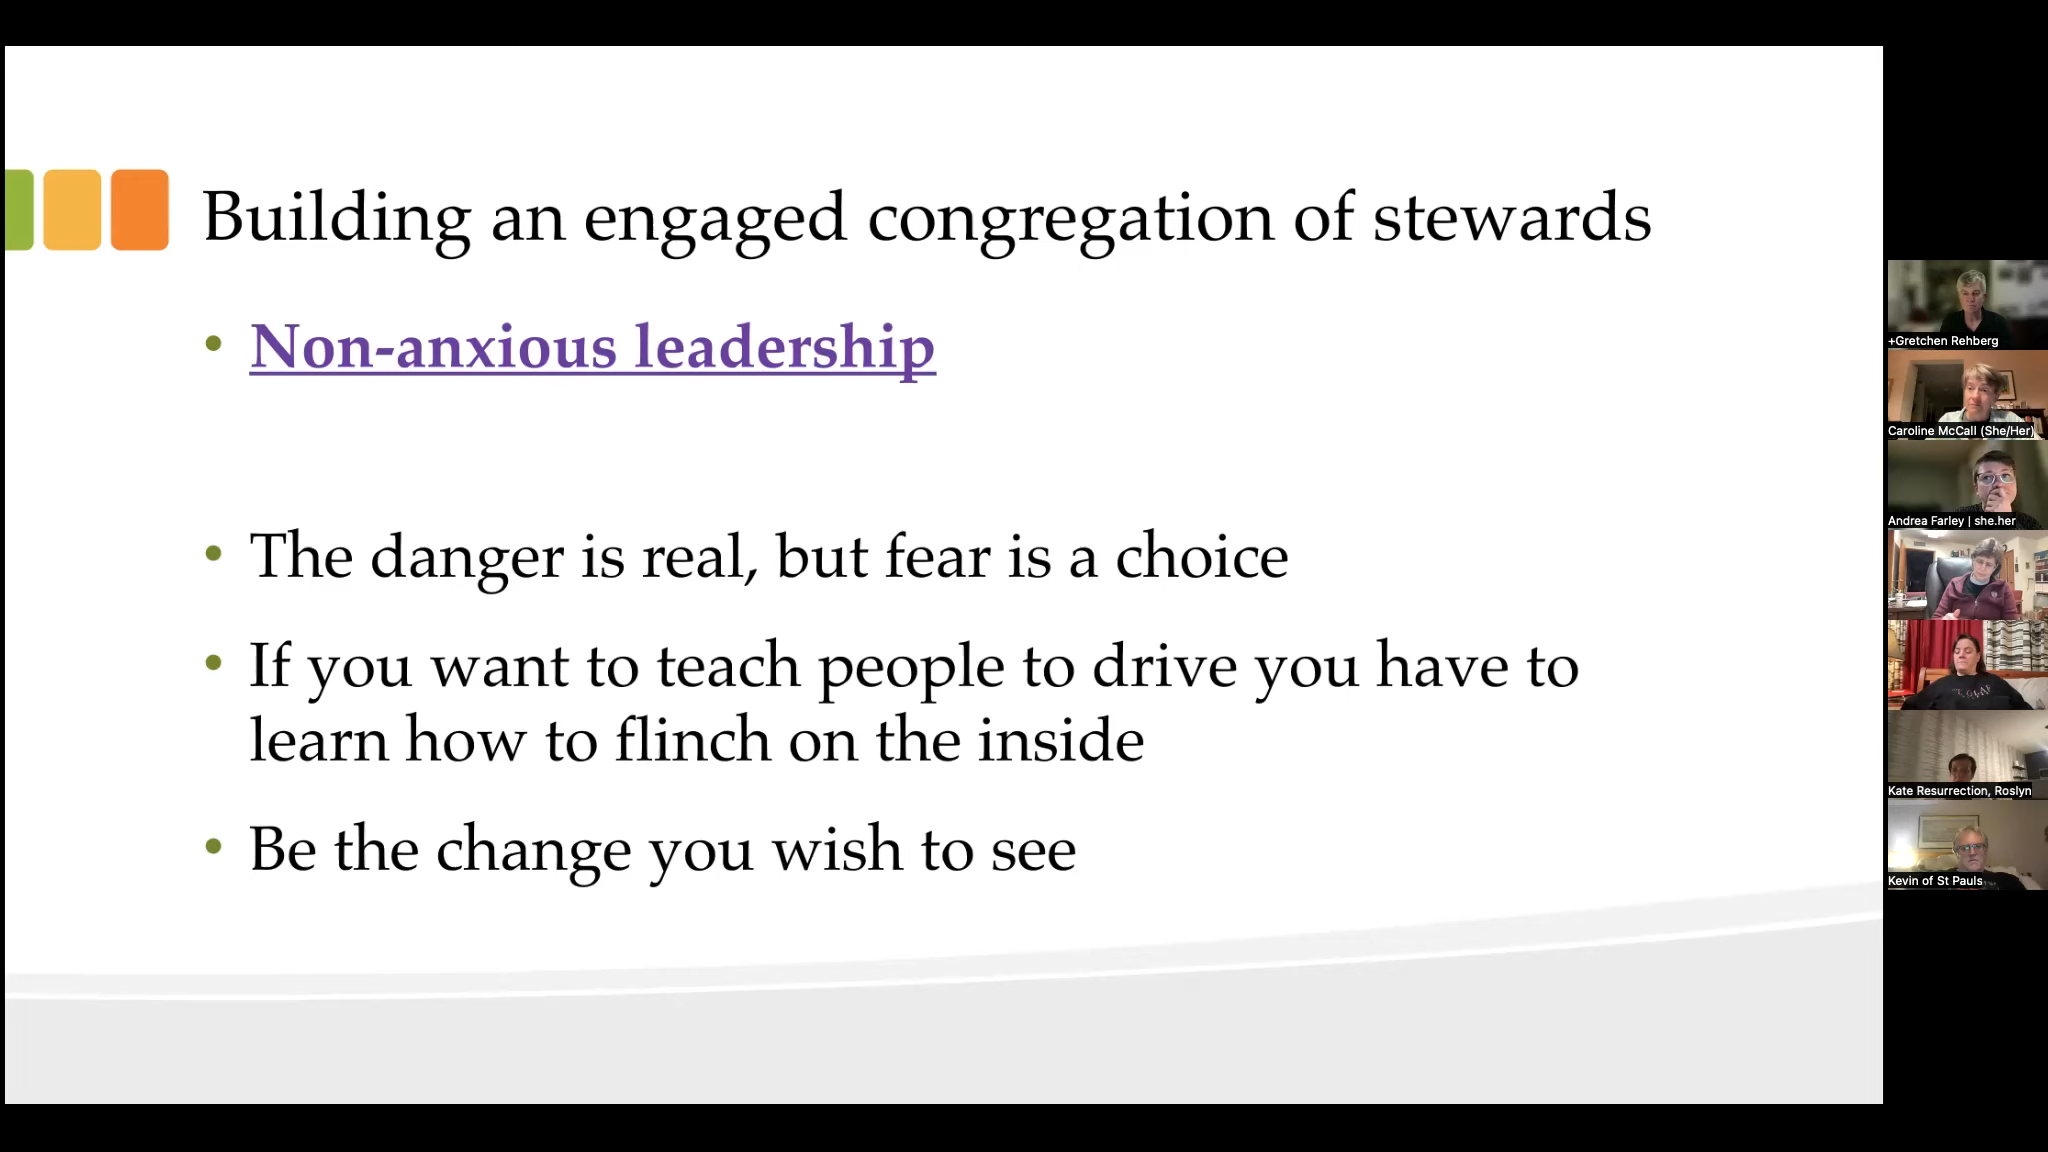 Building an engaged congregation of stewards
• Non-anxious leadership
• The danger is real, but fear is a choice
• If you want to teach people to drive you have to
learn how to flinch on the inside
• Be the change you wish to see
+Gretchen Rehberg
Caroline McCall (She/Her)
Andrea Farley | she.her
Kate Resurrection, Roslyn
Kevin of St Pauls